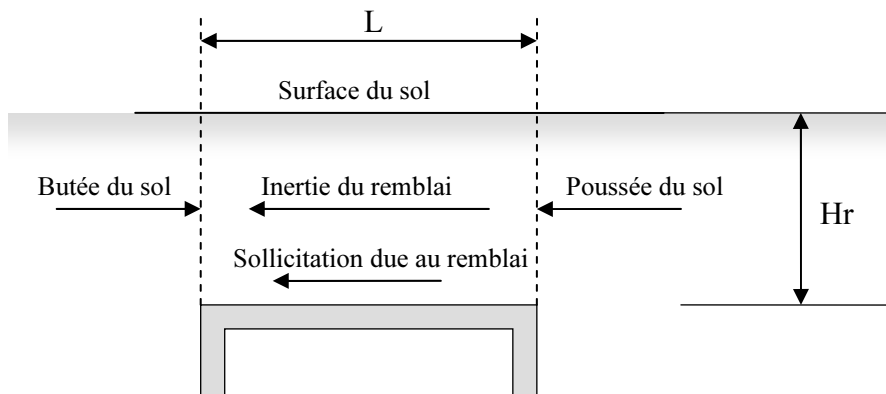 L
Surface du sol
Butée du sol
Inertie du remblai
Poussée du sol
Hr
Sollicitation due au remblai